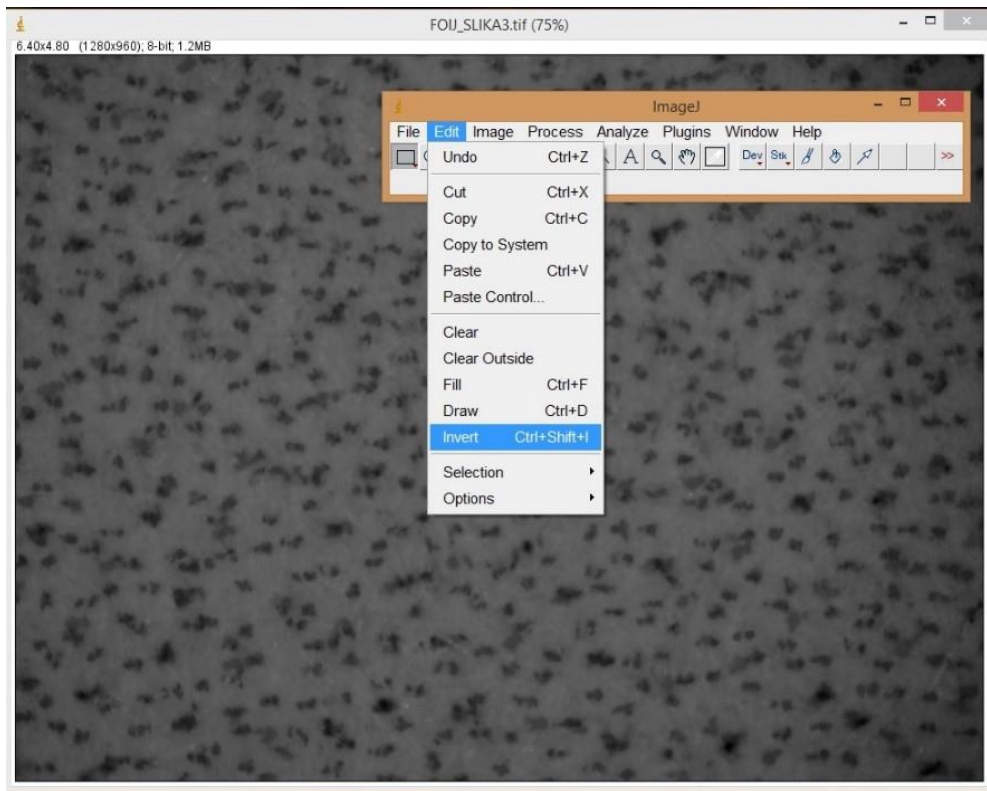 FOIJ_SLIKA3.tif (75%)
6.40x4.80 (1280x960); 8-bit; 1.2MB
ImageJ
File Edit Image Process Analyze Plugins Window Help
A Dev Stk >>
Undo Ctrl+Z
Cut Ctrl+X
Copy Ctrl+C
Copy to System
Paste Ctrl+V
Paste Control...
Clear
Clear Outside
Fill Ctrl+F
Draw Ctrl+D
Invert Ctrl+Shift+I
Selection
Options